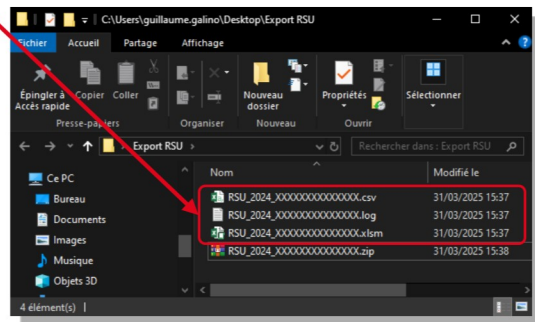 C:\Users\guillaume.galino\Desktop\Export RSU
Fichier Accueil Partage Affichage
Épingler à Accès rapide
Copier
Coller
Nouveau dossier
Propriétés
Sélectionner
Presse-papiers Organiser Nouveau Ouvrir
Export RSU
Rechercher dans : Export RSU
Ce PC
Bureau
Documents
Images
Musique
Objets 3D
Nom Modifié le
RSU_2024_XXXXXXXXXXXXXX.csv 31/03/2025 15:37
RSU_2024_XXXXXXXXXXXXXX.log 31/03/2025 15:37
RSU_2024_XXXXXXXXXXXXXX.xlsm 31/03/2025 15:37
RSU_2024_XXXXXXXXXXXXXX.zip 31/03/2025 15:38
4 élément(s)